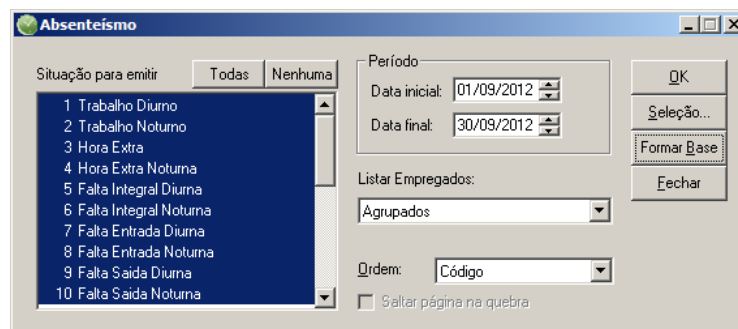 Absenteísmo
Situação para emitir Todas Nenhuma
1 Trabalho Diurno
2 Trabalho Noturno
3 Hora Extra
4 Hora Extra Noturna
5 Falta Integral Diurna
6 Falta Integral Noturna
7 Falta Entrada Diurna
8 Falta Entrada Noturna
9 Falta Saida Diurna
10 Falta Saida Noturna
Período
Data inicial: 01/09/2012
Data final: 30/09/2012
Listar Empregados:
Agrupados
Ordem: Código
Saltar página na quebra
OK
Seleção...
Formar Base
Fechar